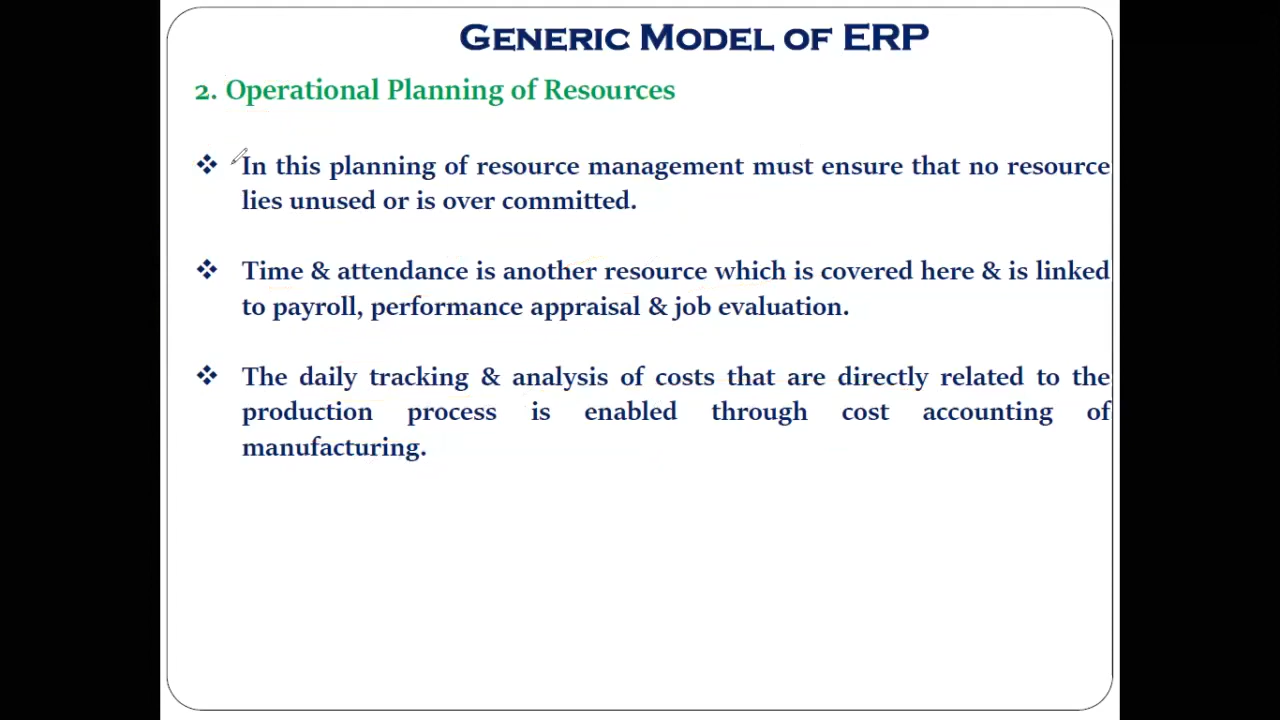 GENERIC MODEL OF ERP
2. Operational Planning of Resources
❖ In this planning of resource management must ensure that no resource
lies unused or is over committed.
❖ Time & attendance is another resource which is covered here & is linked
to payroll, performance appraisal & job evaluation.
❖ The daily tracking & analysis of costs that are directly related to the
production process is enabled through cost accounting of
manufacturing.